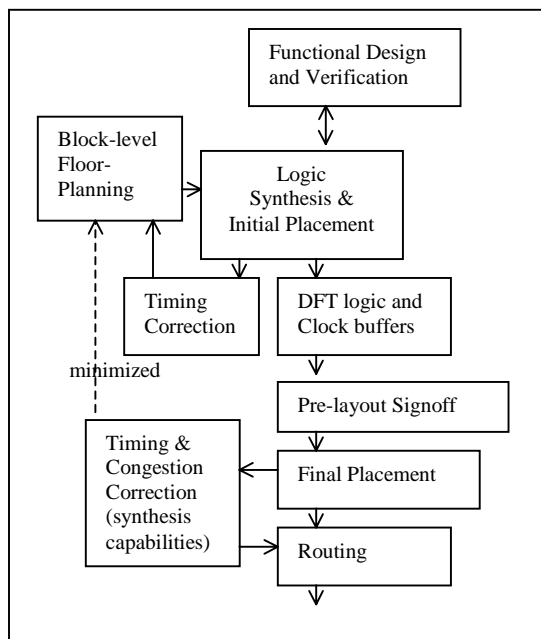 Functional Design
and Verification
Block-level
Floor-
Planning
Logic
Synthesis &
Initial Placement
Timing
Correction
DFT logic and
Clock buffers
minimized
Pre-layout Signoff
Timing &
Congestion
Correction
(synthesis
capabilities)
Final Placement
Routing